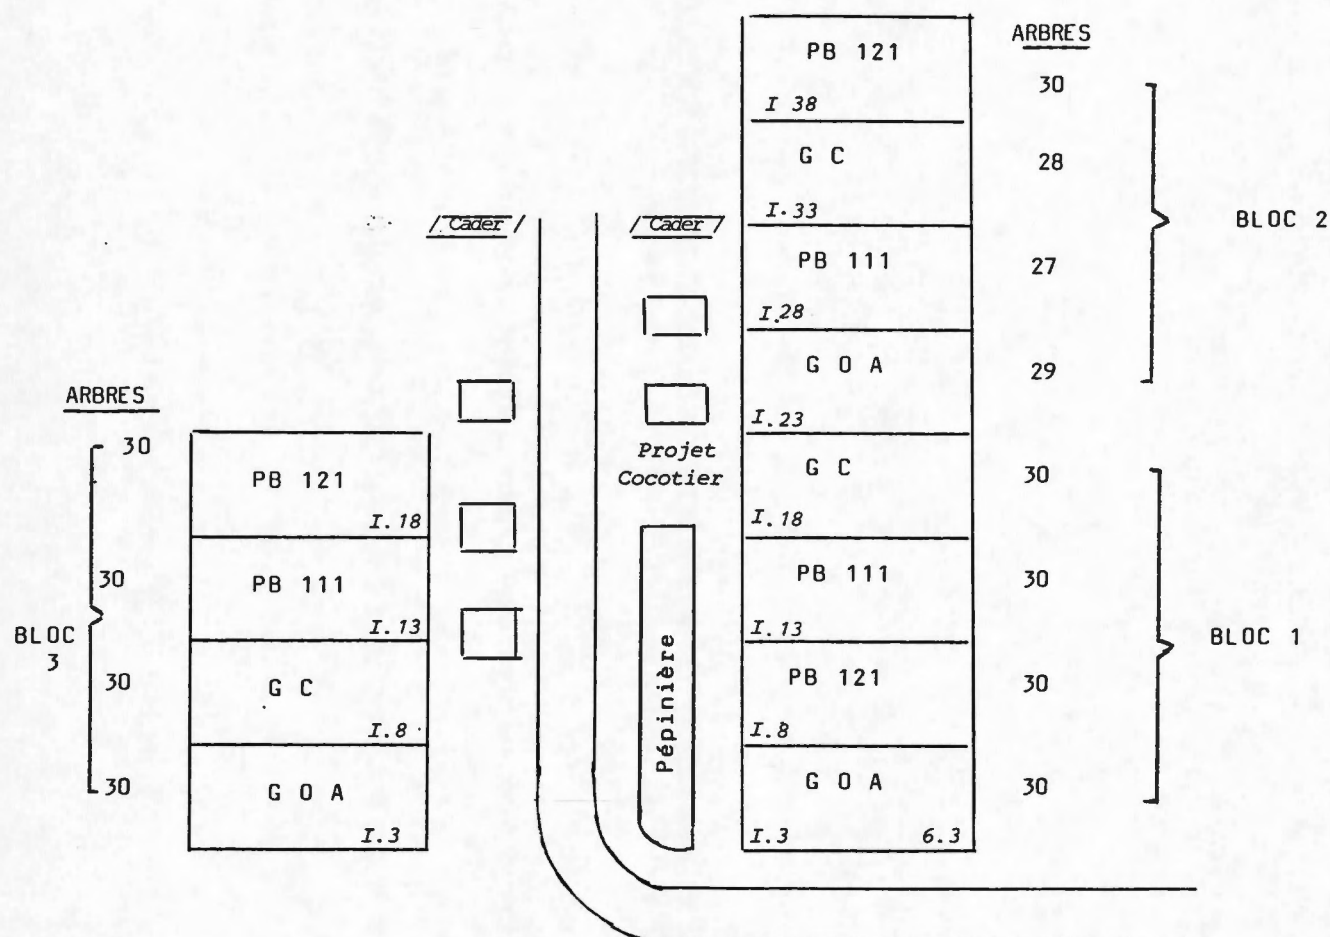 ARBRES
PB 121
30
I 38
G C
28
I.33
BLOC 2
Cader
Cader
PB 111
27
I.28
G O A
29
I.23
ARBRES
30
Projet
Cocotier
G C
30
I.18
PB 121
I.18
PB 111
30
I.13
30
PB 111
I.13
BLOC 1
BLOC
3
Pépinière
PB 121
30
I.8
30
G C
I.8
G O A
30
I.3
6.3
30
G O A
I.3